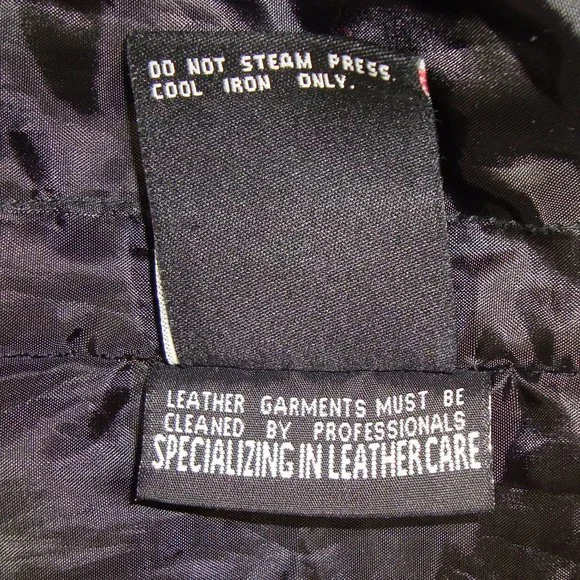 DO NOT STEAM PRESS.
COOL IRON ONLY.
LEATHER GARMENTS MUST BE
CLEANED BY PROFESSIONALS
SPECIALIZING IN LEATHER CARE